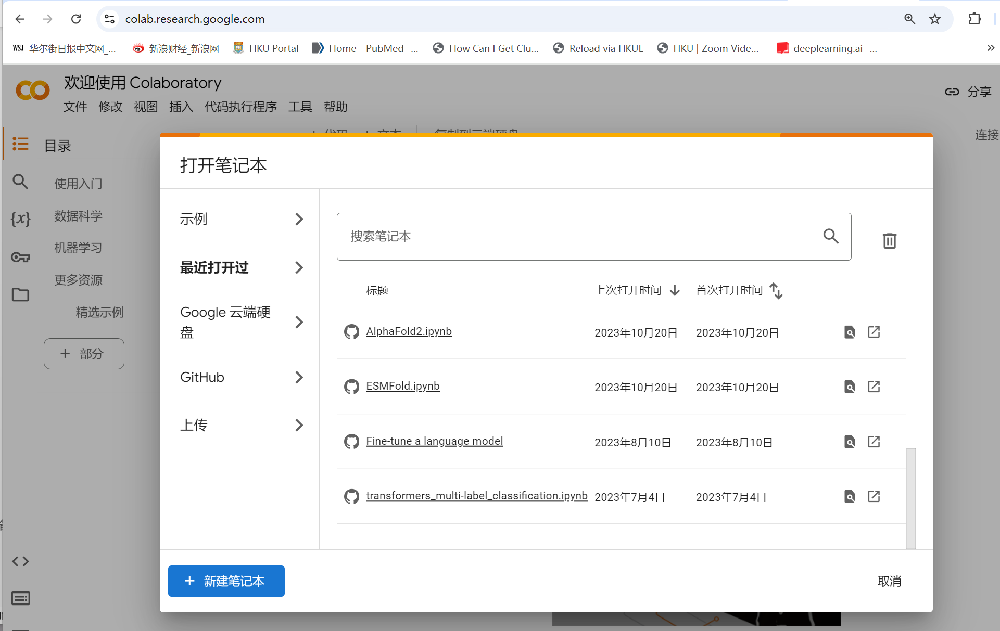 colab.research.google.com
WSJ 华尔街日报中文网_... 新浪财经_新浪网 HKU Portal Home - PubMed -... How Can I Get Clu... Reload via HKUL HKU | Zoom Vide... deeplearning.ai -...
欢迎使用 Colaboratory
分享
文件 修改 视图 插入 代码执行程序 工具 帮助
+ 代码 + 文本 复制到云端硬盘
连接
目录
使用入门
{x} 数据科学
机器学习
更多资源
精选示例
+ 部分
打开笔记本
示例
最近打开过
Google 云端硬
盘
GitHub
上传
搜索笔记本
标题 上次打开时间 首次打开时间
AlphaFold2.ipynb 2023年10月20日 2023年10月20日
ESMFold.ipynb 2023年10月20日 2023年10月20日
Fine-tune a language model 2023年8月10日 2023年8月10日
transformers_multi-label_classification.ipynb 2023年7月4日 2023年7月4日
+ 新建笔记本
取消